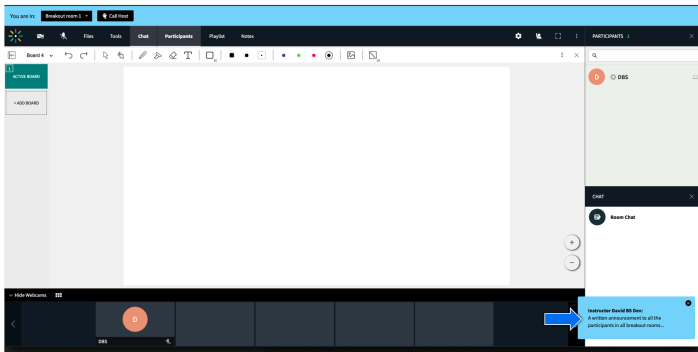 You are in: Breakout room 1 Call Host
Files Tools Chat Participants Playlist Notes
PARTICIPANTS 1
Board 4
1
ACTIVE BOARD
+ ADD BOARD
D DBS
CHAT
Room Chat
Hide Webcams
D
DBS
Instructor David BS Dev:
A written announcement to all the
participants in all breakout rooms...